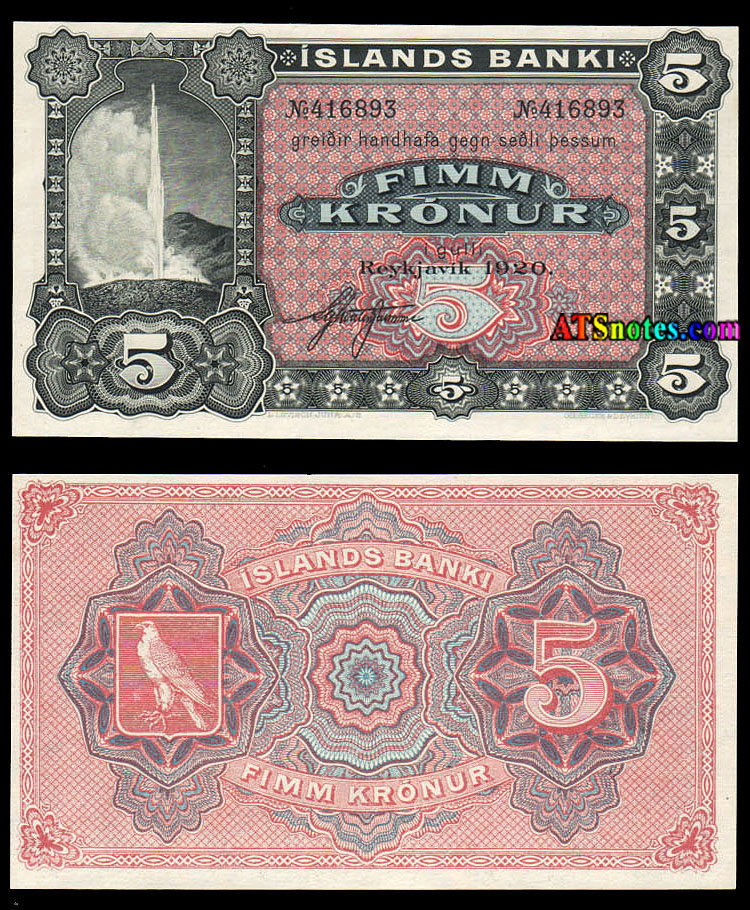 ÍSLANDS BANKI
5
№416893 №416893
greiðir handhafa gegn seðli þessum
FIMM
KRÓNUR
5
í gulli
Reykjavík 1920.
5
ATSnotes.com
5
5
5 5 5 5 5 5 5
ÍSLANDS BANKI
5
FIMM KRÓNUR